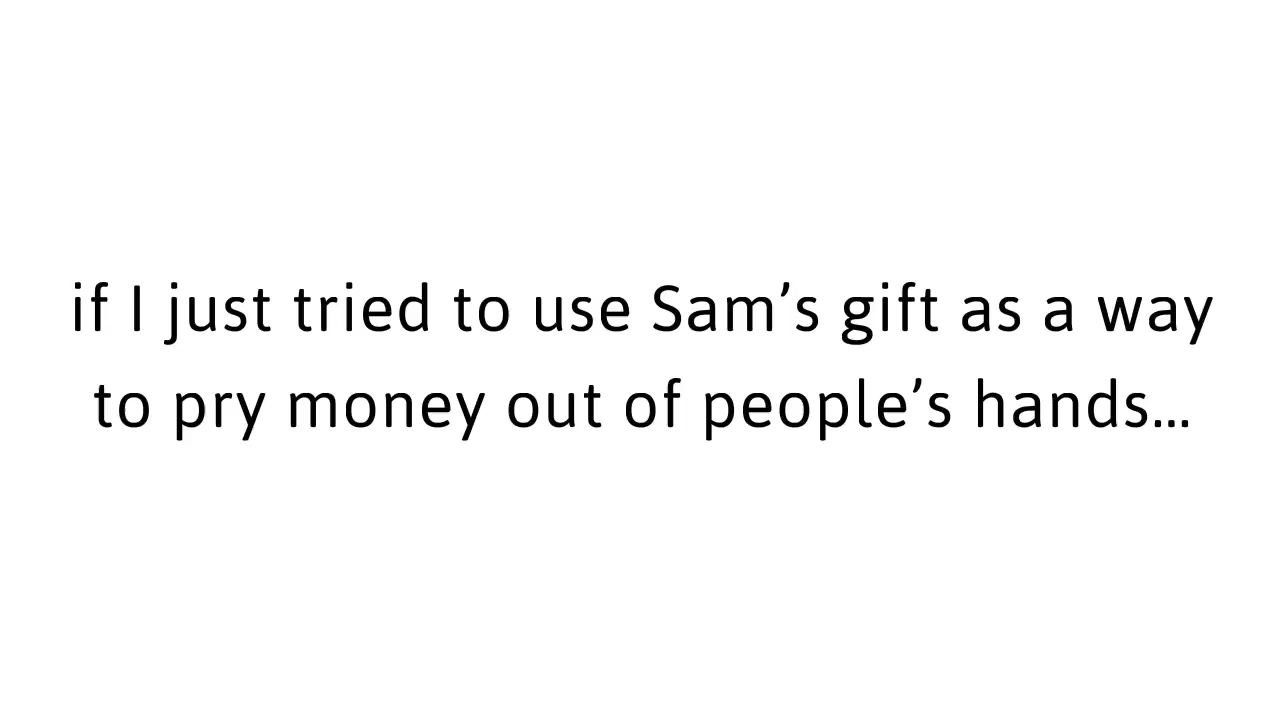 if I just tried to use Sam’s gift as a way
to pry money out of people’s hands…